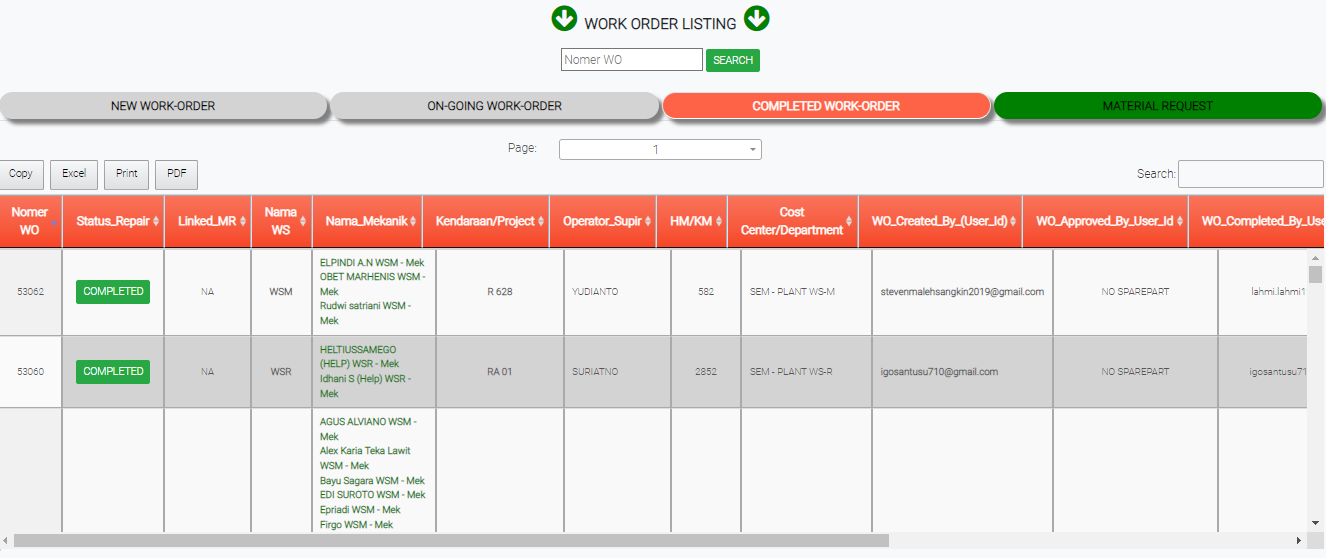 WORK ORDER LISTING
Nomer WO
SEARCH
NEW WORK-ORDER
ON-GOING WORK-ORDER
COMPLETED WORK-ORDER
MATERIAL REQUEST
Page:
1
Copy
Excel
Print
PDF
Search:
Nomer
WO
Status_Repair
Linked_MR
Nama
WS
Nama_Mekanik
Kendaraan/Project
Operator_Supir
HM/KM
Cost
Center/Department
WO_Created_By_(User_Id)
WO_Approved_By_User_Id
WO_Completed_By_Use
53062
COMPLETED
NA
WSM
ELPINDI A.N WSM - Mek
OBET MARHENIS WSM -
Mek
Rudwi satriani WSM -
Mek
R 628
YUDIANTO
582
SEM - PLANT WS-M
stevenmalehsangkin2019@gmail.com
NO SPAREPART
lahmi.lahmi1
53060
COMPLETED
NA
WSR
HELTIUSSAMEGO
(HELP) WSR - Mek
Idhani S (Help) WSR -
Mek
RA 01
SURIATNO
2852
SEM - PLANT WS-R
igosantusu710@gmail.com
NO SPAREPART
igosantusu71
AGUS ALVIANO WSM -
Mek
Alex Karia Teka Lawit
WSM - Mek
Bayu Sagara WSM - Mek
EDI SUROTO WSM - Mek
Epriadi WSM - Mek
Firgo WSM - Mek